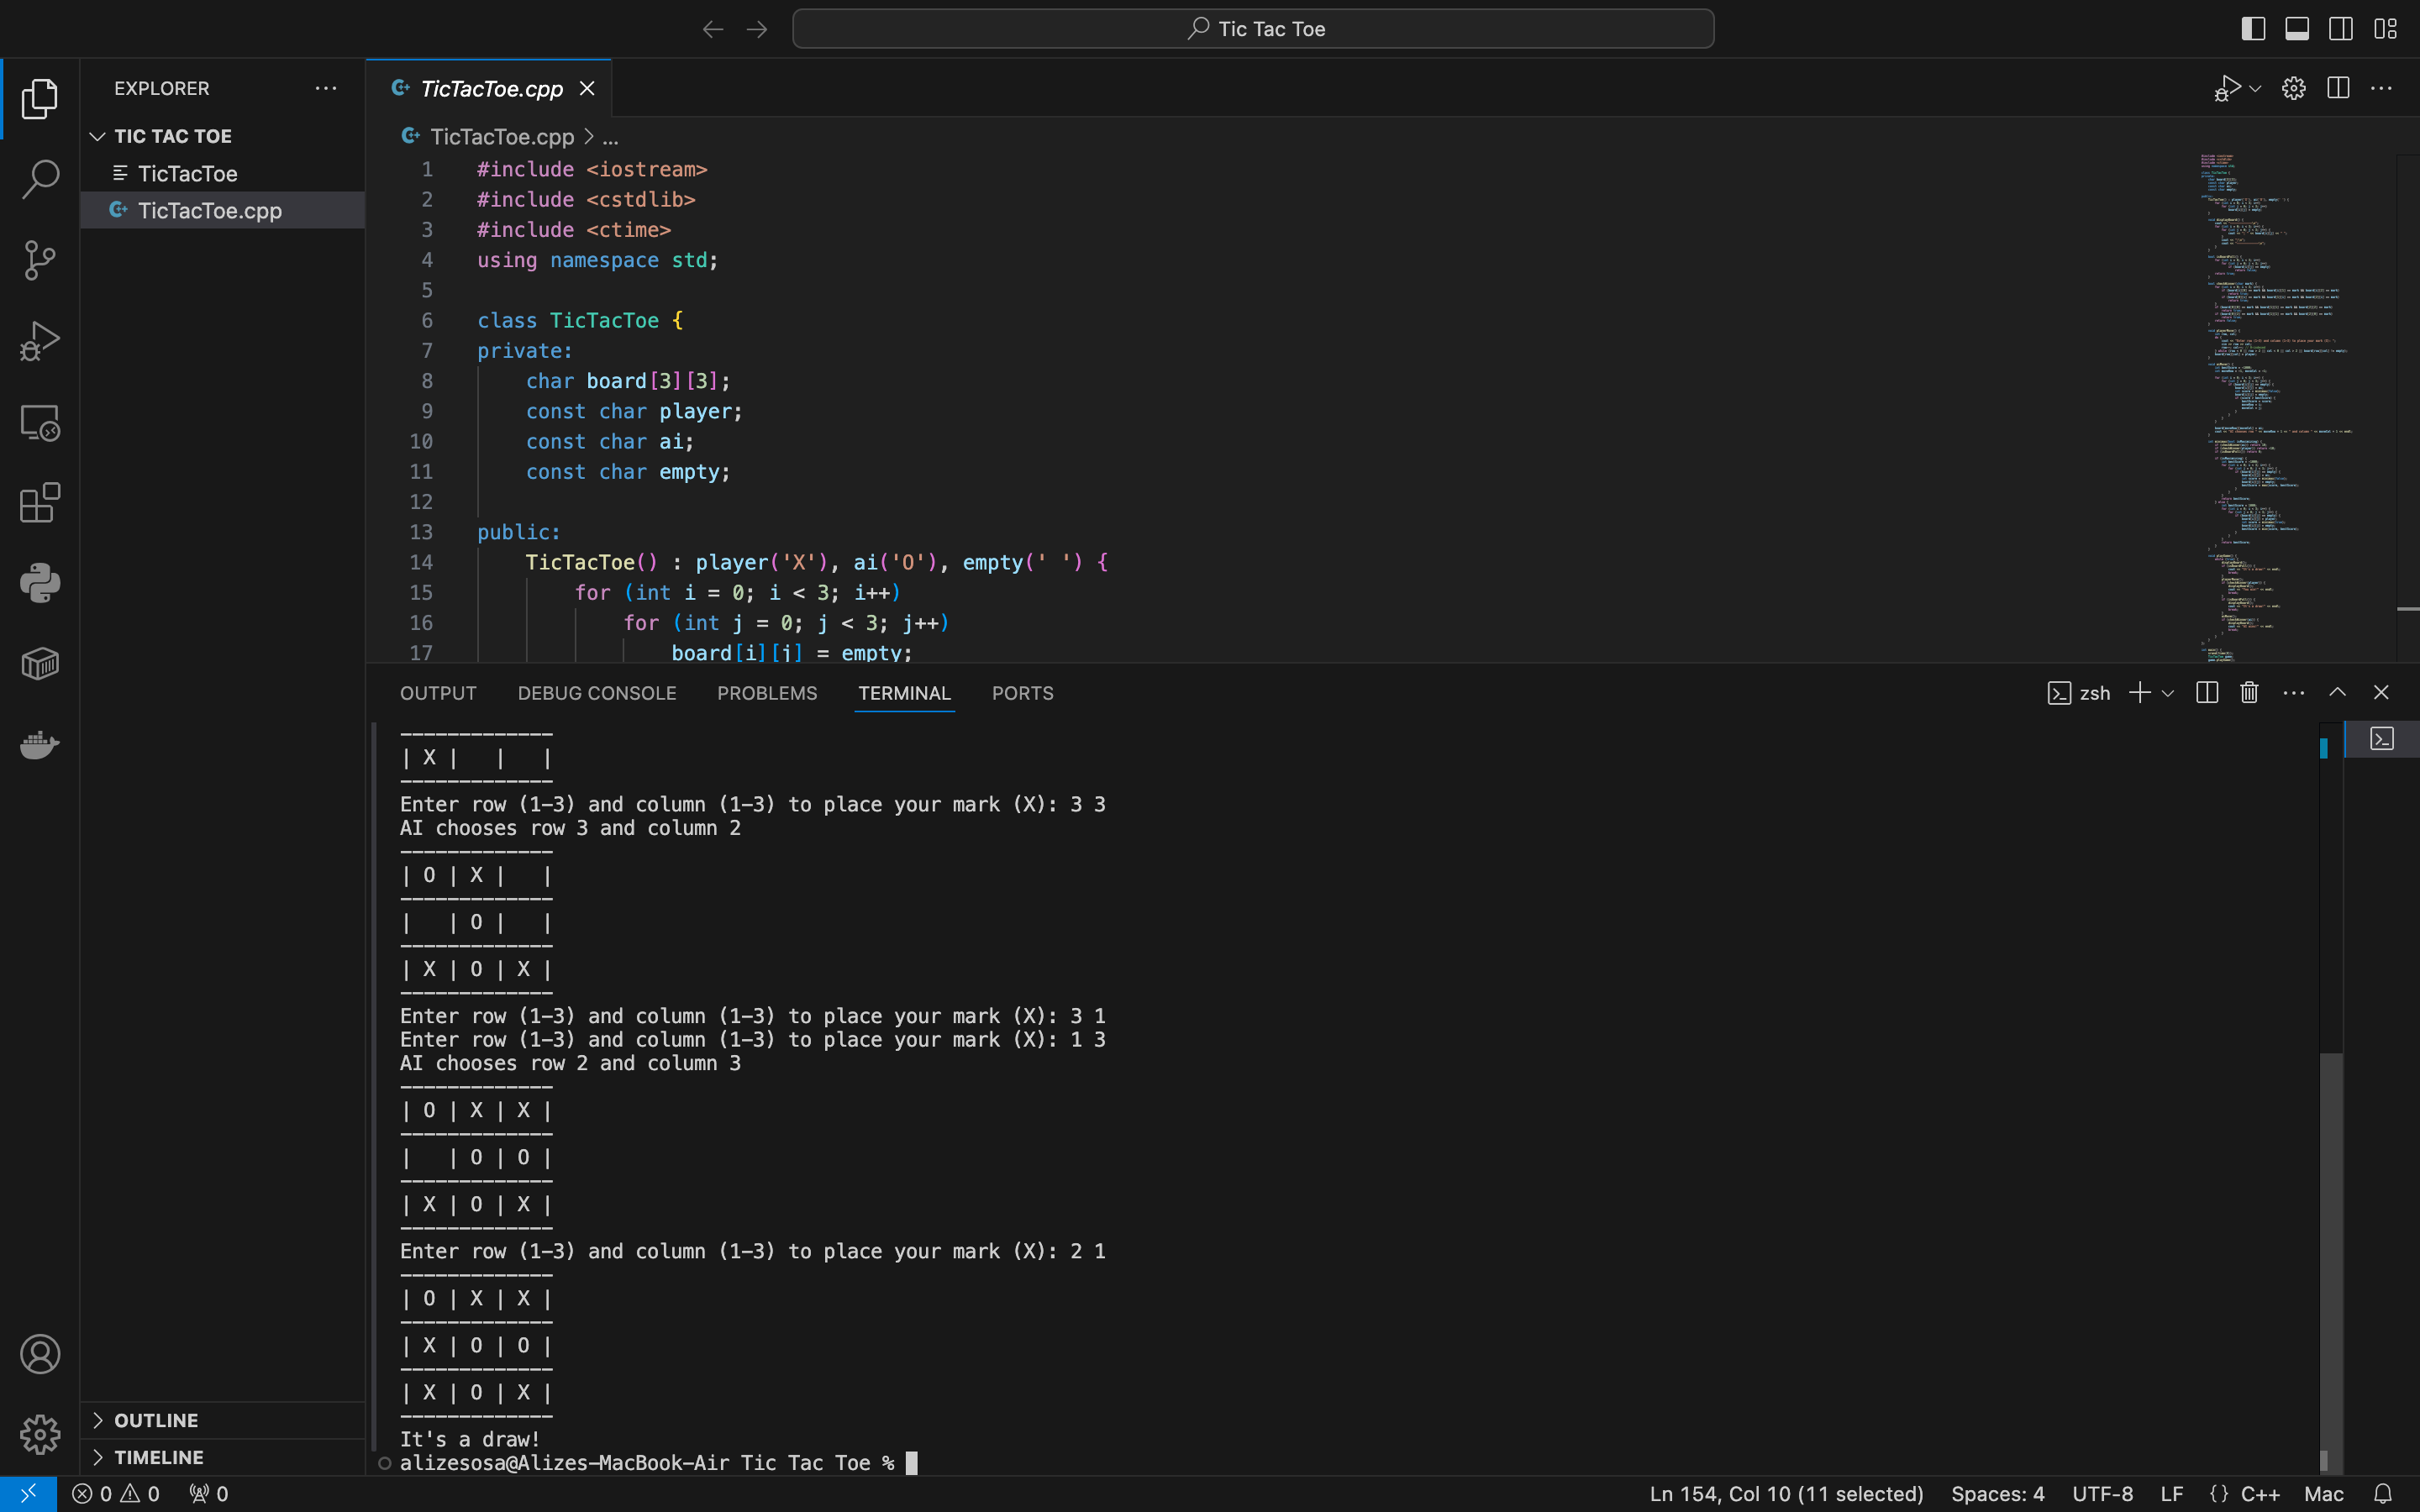 Tic Tac Toe
EXPLORER
TIC TAC TOE
TicTacToe
TicTacToe.cpp
TicTacToe.cpp
TicTacToe.cpp > ...
1 #include <iostream>
2 #include <cstdlib>
3 #include <ctime>
4 using namespace std;
5
6 class TicTacToe {
7 private:
8 char board[3][3];
9 const char player;
10 const char ai;
11 const char empty;
12
13 public:
14 TicTacToe() : player('X'), ai('O'), empty(' ') {
15 for (int i = 0; i < 3; i++)
16 for (int j = 0; j < 3; j++)
17 board[i][j] = empty;
OUTPUT DEBUG CONSOLE PROBLEMS TERMINAL PORTS
zsh
-------------
| X |   |   |
-------------
Enter row (1-3) and column (1-3) to place your mark (X): 3 3
AI chooses row 3 and column 2
-------------
| O | X |   |
-------------
|   | O |   |
-------------
| X | O | X |
-------------
Enter row (1-3) and column (1-3) to place your mark (X): 3 1
Enter row (1-3) and column (1-3) to place your mark (X): 1 3
AI chooses row 2 and column 3
-------------
| O | X | X |
-------------
|   | O | O |
-------------
| X | O | X |
-------------
Enter row (1-3) and column (1-3) to place your mark (X): 2 1
-------------
| O | X | X |
-------------
| X | O | O |
-------------
| X | O | X |
-------------
It's a draw!
alizesosa@Alizes-MacBook-Air Tic Tac Toe %
OUTLINE
TIMELINE
0 0 0
Ln 154, Col 10 (11 selected) Spaces: 4 UTF-8 LF {} C++ Mac